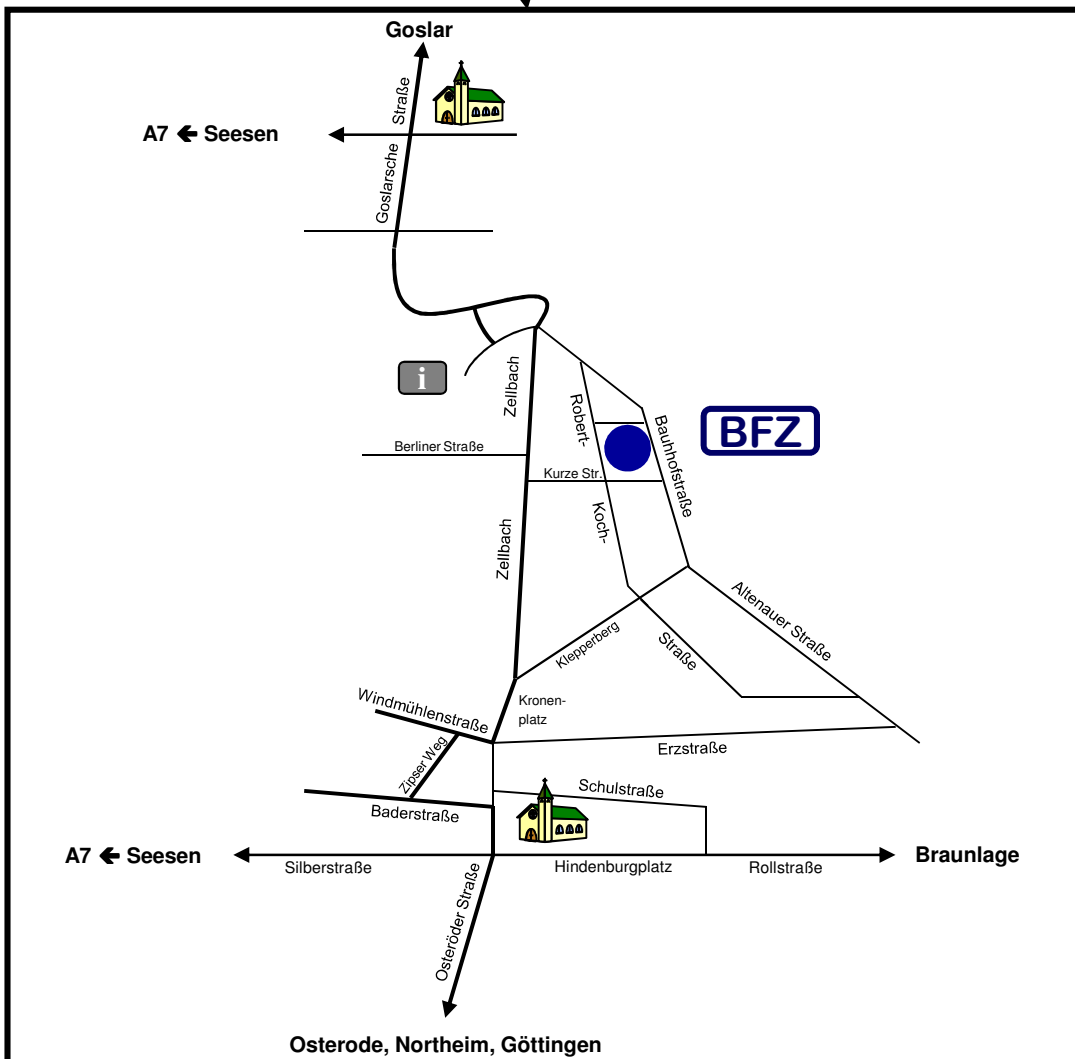 Goslar
Straße
A7 🡸 Seesen
Goslarsche
i
Zellbach
Robert-
BFZ
Bauhhofstraße
Berliner Straße
Kurze Str.
Koch-
Zellbach
Altenauer Straße
Klepperberg
Straße
Windmühlenstraße
Kronen-
platz
Zipser Weg
Erzstraße
Schulstraße
Baderstraße
A7 🡸 Seesen
Braunlage
Silberstraße
Hindenburgplatz
Rollstraße
Osteröder Straße
Osterode, Northeim, Göttingen